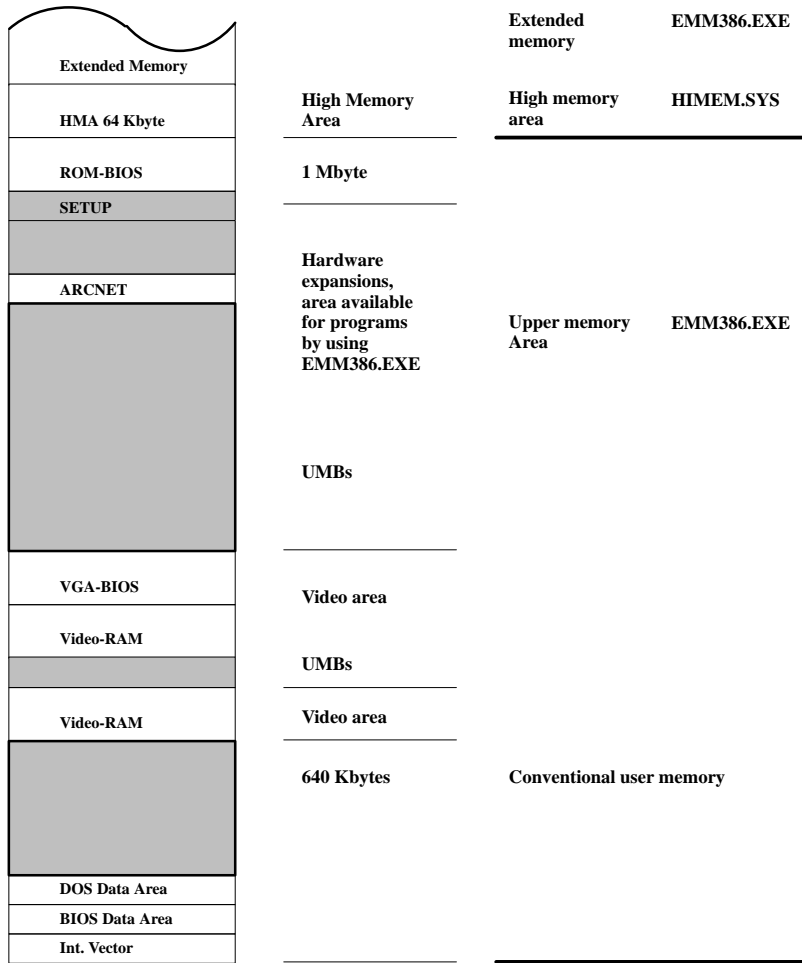 Extended Memory
HMA 64 Kbyte
ROM-BIOS
SETUP
ARCNET
VGA-BIOS
Video-RAM
Video-RAM
DOS Data Area
BIOS Data Area
Int. Vector
High Memory
Area
1 Mbyte
Hardware
expansions,
area available
for programs
by using
EMM386.EXE
UMBs
Video area
UMBs
Video area
640 Kbytes
Extended
memory
EMM386.EXE
High memory
area
HIMEM.SYS
Upper memory
Area
EMM386.EXE
Conventional user memory